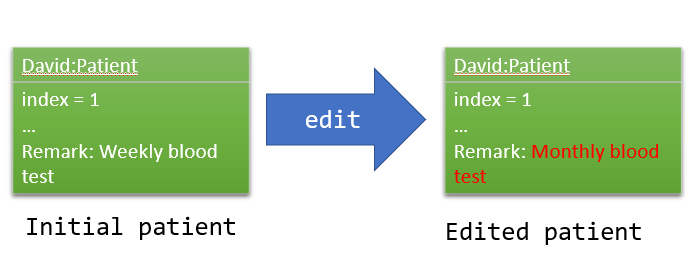 David:Patient
index = 1
...
Remark: Weekly blood
test
Initial patient
edit
David:Patient
index = 1
...
Remark: Monthly blood
test
Edited patient